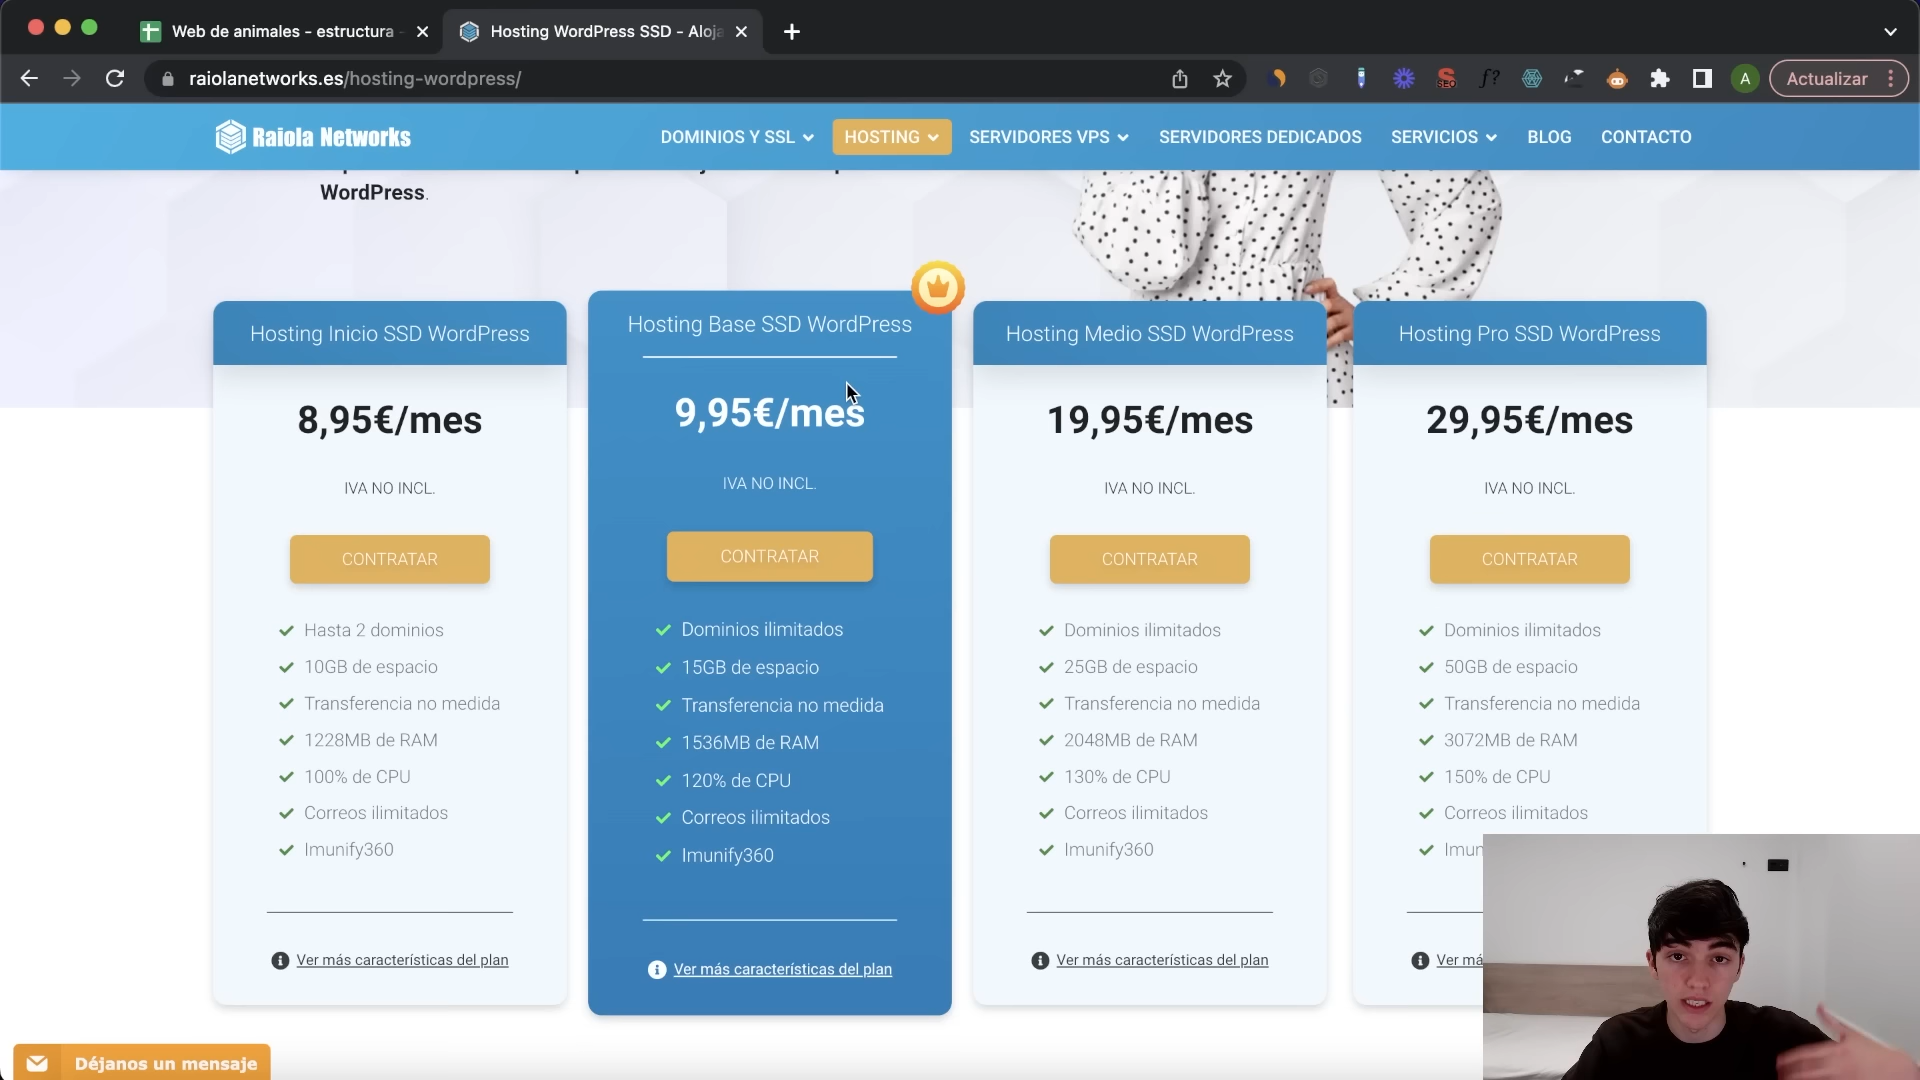 Web de animales - estructura -
Hosting WordPress SSD - Aloja
raiolanetworks.es/hosting-wordpress/
SEO
f?
A
Actualizar
Raiola Networks
DOMINIOS Y SSL
HOSTING
SERVIDORES VPS
SERVIDORES DEDICADOS
SERVICIOS
BLOG
CONTACTO
WordPress.
Hosting Inicio SSD WordPress
8,95€/mes
IVA NO INCL.
CONTRATAR
Hasta 2 dominios
10GB de espacio
Transferencia no medida
1228MB de RAM
100% de CPU
Correos ilimitados
Imunify360
Ver más características del plan
Hosting Base SSD WordPress
9,95€/mes
IVA NO INCL.
CONTRATAR
Dominios ilimitados
15GB de espacio
Transferencia no medida
1536MB de RAM
120% de CPU
Correos ilimitados
Imunify360
Ver más características del plan
Hosting Medio SSD WordPress
19,95€/mes
IVA NO INCL.
CONTRATAR
Dominios ilimitados
25GB de espacio
Transferencia no medida
2048MB de RAM
130% de CPU
Correos ilimitados
Imunify360
Ver más características del plan
Hosting Pro SSD WordPress
29,95€/mes
IVA NO INCL.
CONTRATAR
Dominios ilimitados
50GB de espacio
Transferencia no medida
3072MB de RAM
150% de CPU
Correos ilimitados
Imun
Ver má
Déjanos un mensaje